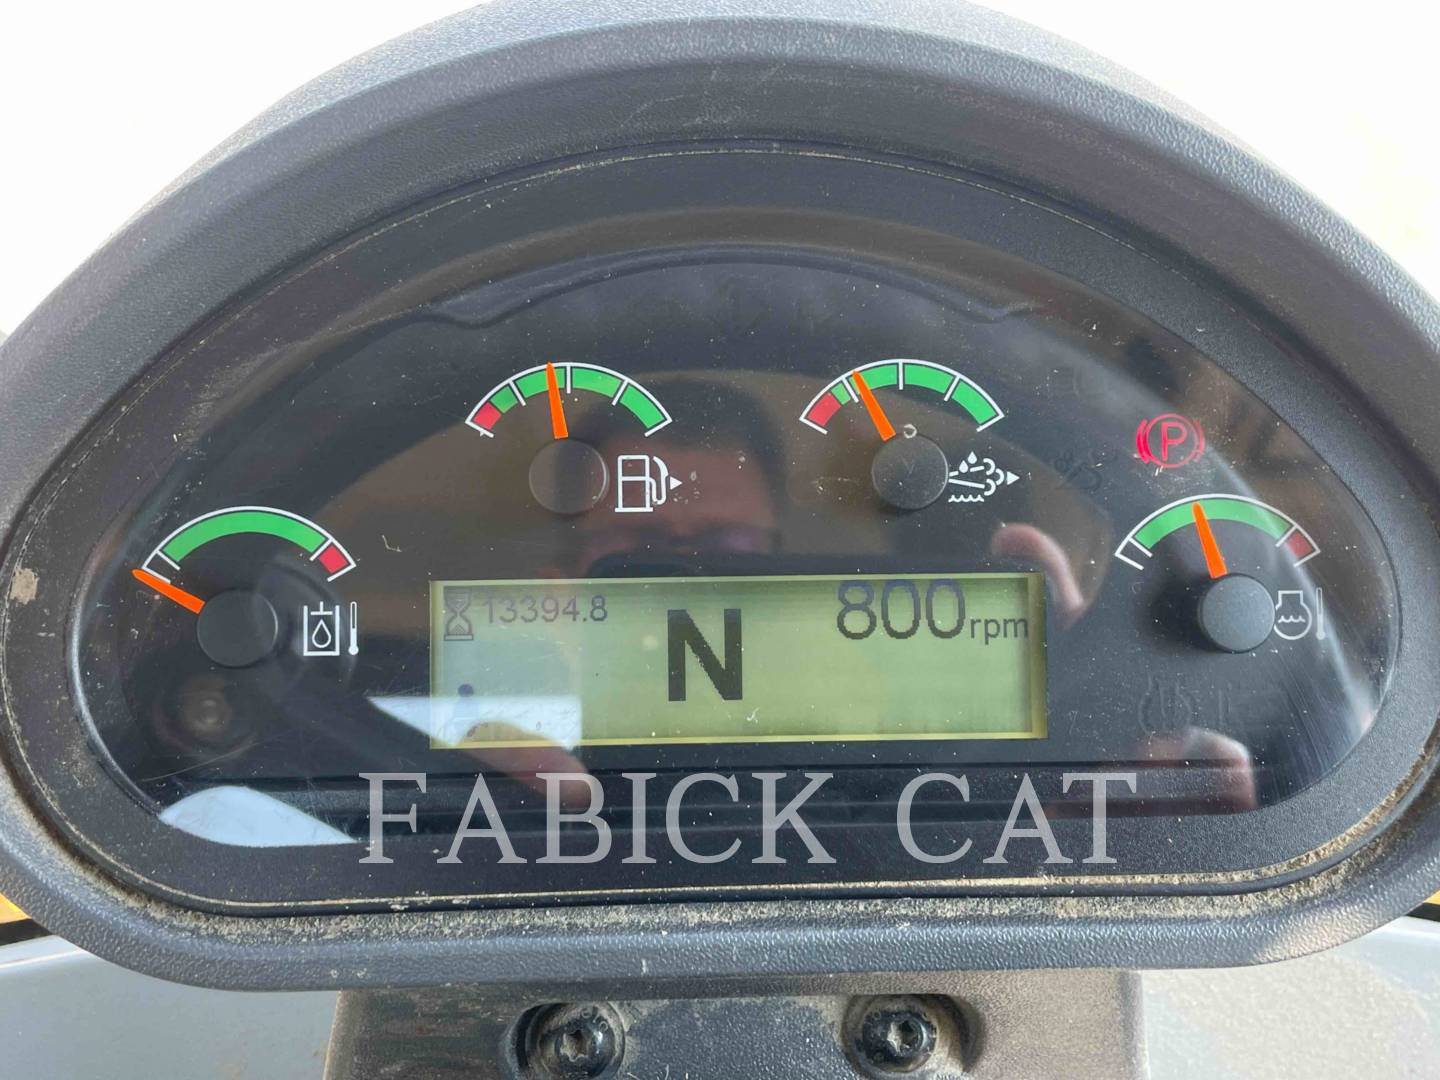 P
13394.8
N
800rpm
FABICK CAT